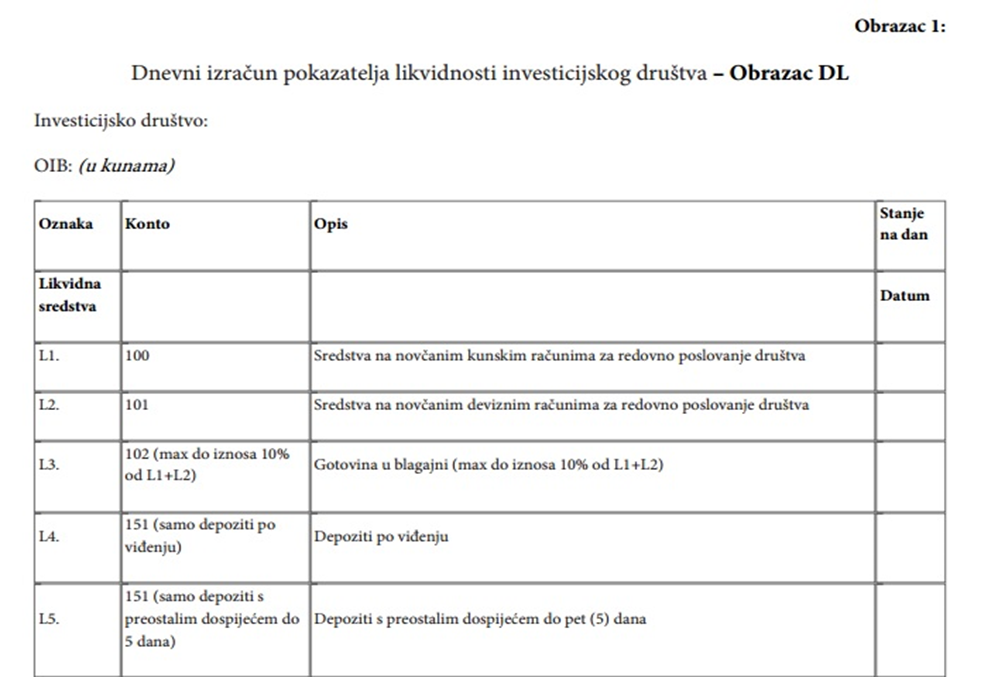 Obrazac 1:
Dnevni izračun pokazatelja likvidnosti investicijskog društva – Obrazac DL
Investicijsko društvo:
OIB: (u kunama)
Oznaka Konto Opis Stanje
na dan
Likvidna
sredstva
Datum
L1. 100 Sredstva na novčanim kunskim računima za redovno poslovanje društva
L2. 101 Sredstva na novčanim deviznim računima za redovno poslovanje društva
L3. 102 (max do iznosa 10%
od L1+L2)
Gotovina u blagajni (max do iznosa 10% od L1+L2)
L4. 151 (samo depoziti po
viđenju)
Depoziti po viđenju
L5. 151 (samo depoziti s
preostalim dospijećem do
5 dana)
Depoziti s preostalim dospijećem do pet (5) dana